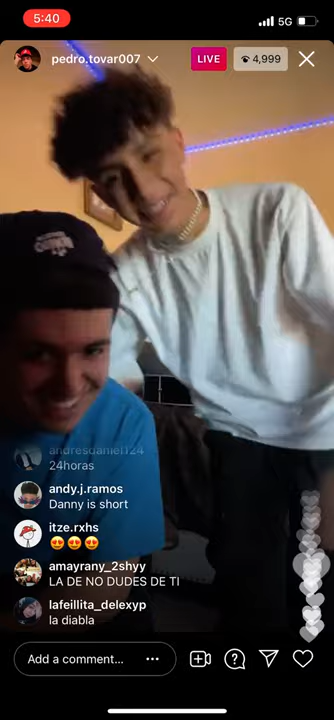 5:40
5G
pedro.tovar007
LIVE
4,999
andresdaniel124
24horas
andy.j.ramos
Danny is short
itze.rxhs
😍😍😍
amayrany_2shyy
LA DE NO DUDES DE TI
lafeillita_delexyp
la diabla
Add a comment...